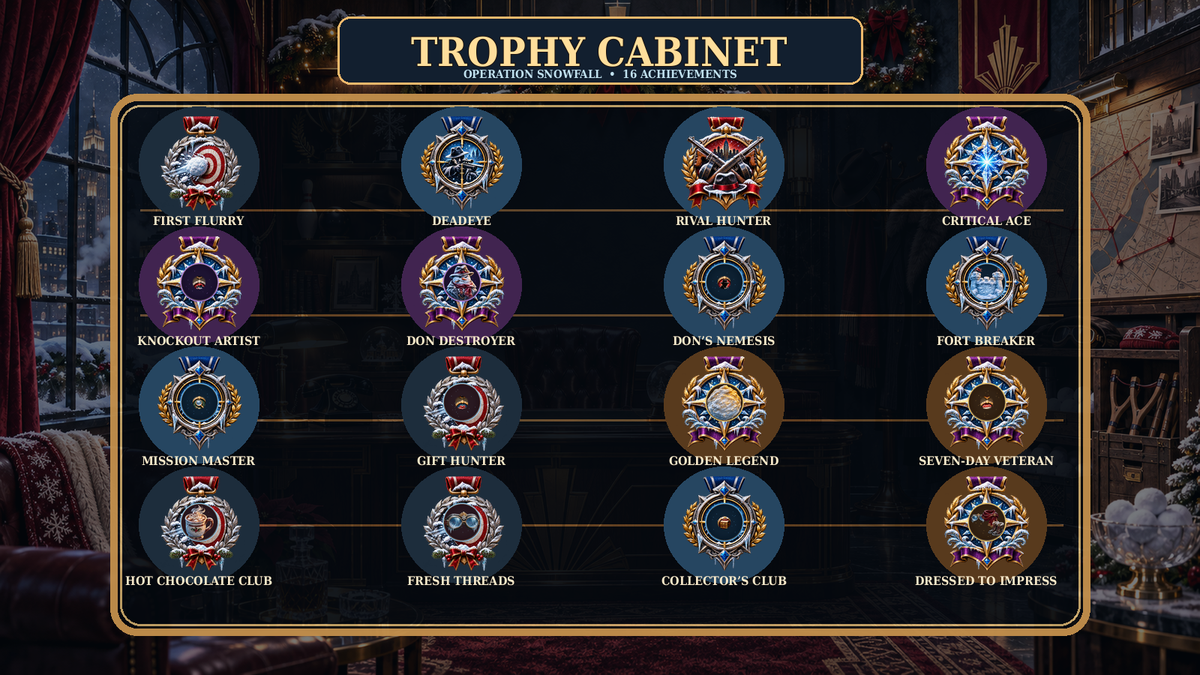 TROPHY CABINET
OPERATION SNOWFALL • 16 ACHIEVEMENTS
FIRST FLURRY
DEADEYE
RIVAL HUNTER
CRITICAL ACE
KNOCKOUT ARTIST
DON DESTROYER
DON'S NEMESIS
FORT BREAKER
MISSION MASTER
GIFT HUNTER
GOLDEN LEGEND
SEVEN-DAY VETERAN
HOT CHOCOLATE CLUB
FRESH THREADS
COLLECTOR'S CLUB
DRESSED TO IMPRESS